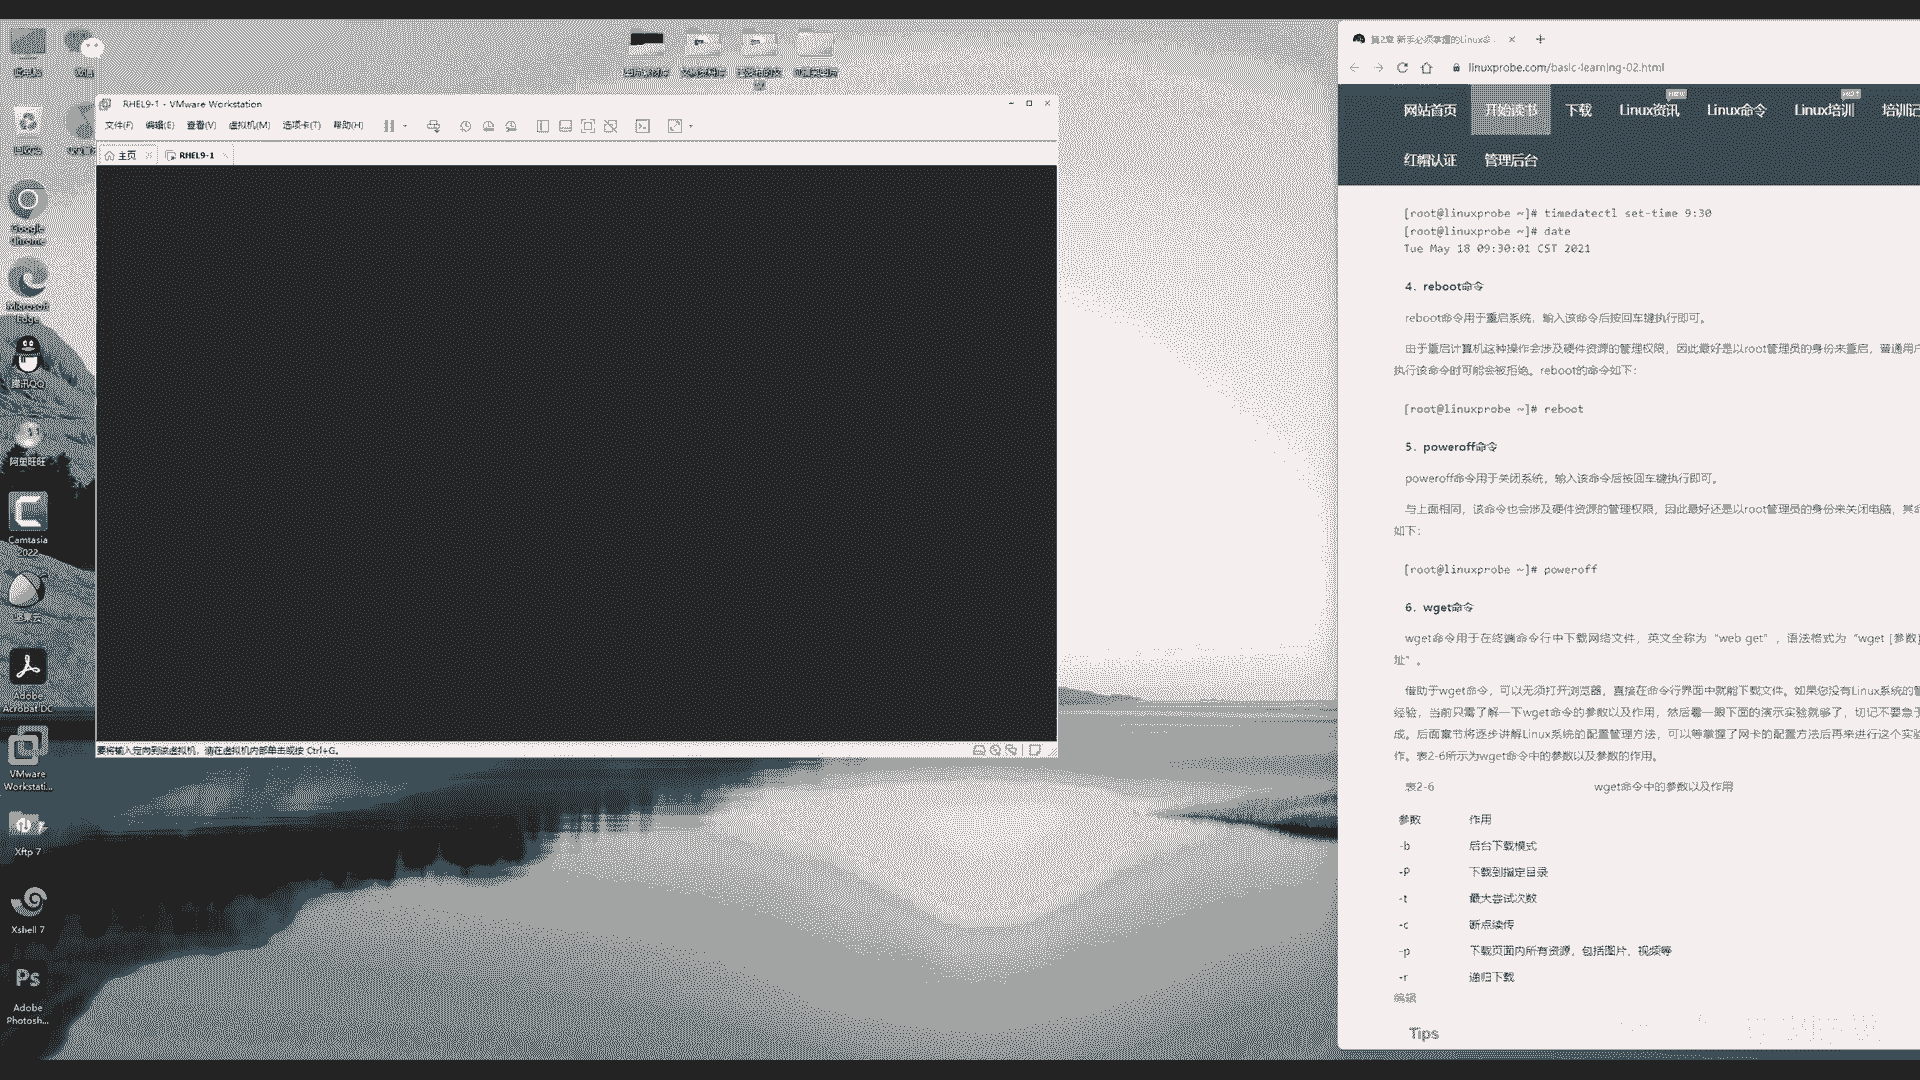 Google
Chrome
Microsoft
Edge
腾讯QQ
阿里旺旺
Camtasia
2022
坚果云
Adobe
Acrobat DC
VMware
Workstati...
Xftp 7
Xshell 7
Ps
Adobe
Photosh...
RHEL9-1 - VMware Workstation
文件(F) 编辑(E) 查看(V) 虚拟机(M) 选项卡(T) 帮助(H)
主页 RHEL9-1
要将输入定向到该虚拟机，请在虚拟机内部单击或按 Ctrl+G。
第2章 新手必须掌握的Linux命
linuxprobe.com/basic-learning-02.html
NEW HOT
网站首页 开始读书 下载 Linux资讯 Linux命令 Linux培训 培训记
红帽认证 管理后台
[root@linuxprobe ~]# timedatectl set-time 9:30
[root@linuxprobe ~]# date
Tue May 18 09:30:01 CST 2021
4．reboot命令
reboot命令用于重启系统，输入该命令后按回车键执行即可。
由于重启计算机这种操作会涉及硬件资源的管理权限，因此最好是以root管理员的身份来重启，普通用户
执行该命令时可能会被拒绝。reboot的命令如下：
[root@linuxprobe ~]# reboot
5．poweroff命令
poweroff命令用于关闭系统，输入该命令后按回车键执行即可。
与上面相同，该命令也会涉及硬件资源的管理权限，因此最好还是以root管理员的身份来关闭电脑，其命
如下：
[root@linuxprobe ~]# poweroff
6．wget命令
wget命令用于在终端命令行中下载网络文件，英文全称为“web get”，语法格式为“wget [参数]
址”。
借助于wget命令，可以无须打开浏览器，直接在命令行界面中就能下载文件。如果您没有Linux系统的管
经验，当前只需了解一下wget命令的参数以及作用，然后看一眼下面的演示实验就够了，切记不要急于
成。后面章节将逐步讲解Linux系统的配置管理方法，可以等掌握了网卡的配置方法后再来进行这个实验
作。表2-6所示为wget命令中的参数以及参数的作用。
表2-6 wget命令中的参数以及作用
参数 作用
-b 后台下载模式
-P 下载到指定目录
-t 最大尝试次数
-c 断点续传
-p 下载页面内所有资源，包括图片、视频等
-r 递归下载
编辑
Tips